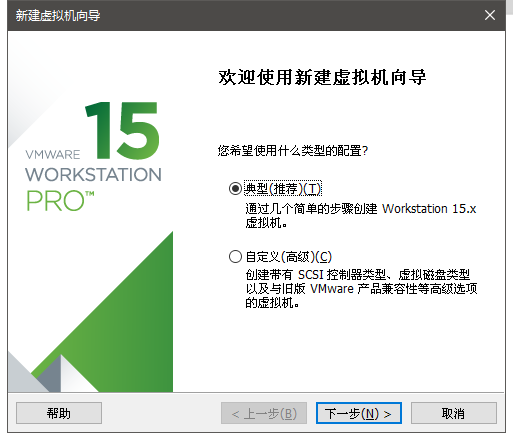 新建虚拟机向导
欢迎使用新建虚拟机向导
15
VMWARE
WORKSTATION
PRO™
您希望使用什么类型的配置?
典型(推荐)(T)
通过几个简单的步骤创建 Workstation 15.x
虚拟机。
自定义(高级)(C)
创建带有 SCSI 控制器类型、虚拟磁盘类型
以及与旧版 VMware 产品兼容性等高级选项
的虚拟机。
帮助
< 上一步(B)
下一步(N) >
取消